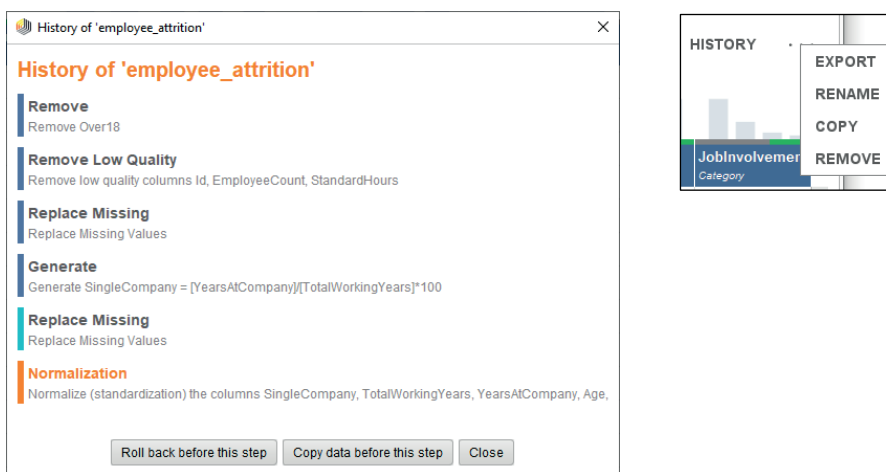 History of 'employee_attrition'
History of 'employee_attrition'
Remove
Remove Over18
Remove Low Quality
Remove low quality columns Id, EmployeeCount, StandardHours
Replace Missing
Replace Missing Values
Generate
Generate SingleCompany = [YearsAtCompany]/[TotalWorkingYears]*100
Replace Missing
Replace Missing Values
Normalization
Normalize (standardization) the columns SingleCompany, TotalWorkingYears, YearsAtCompany, Age,
Roll back before this step
Copy data before this step
Close
HISTORY
EXPORT
RENAME
COPY
REMOVE
JobInvolvemer
Category